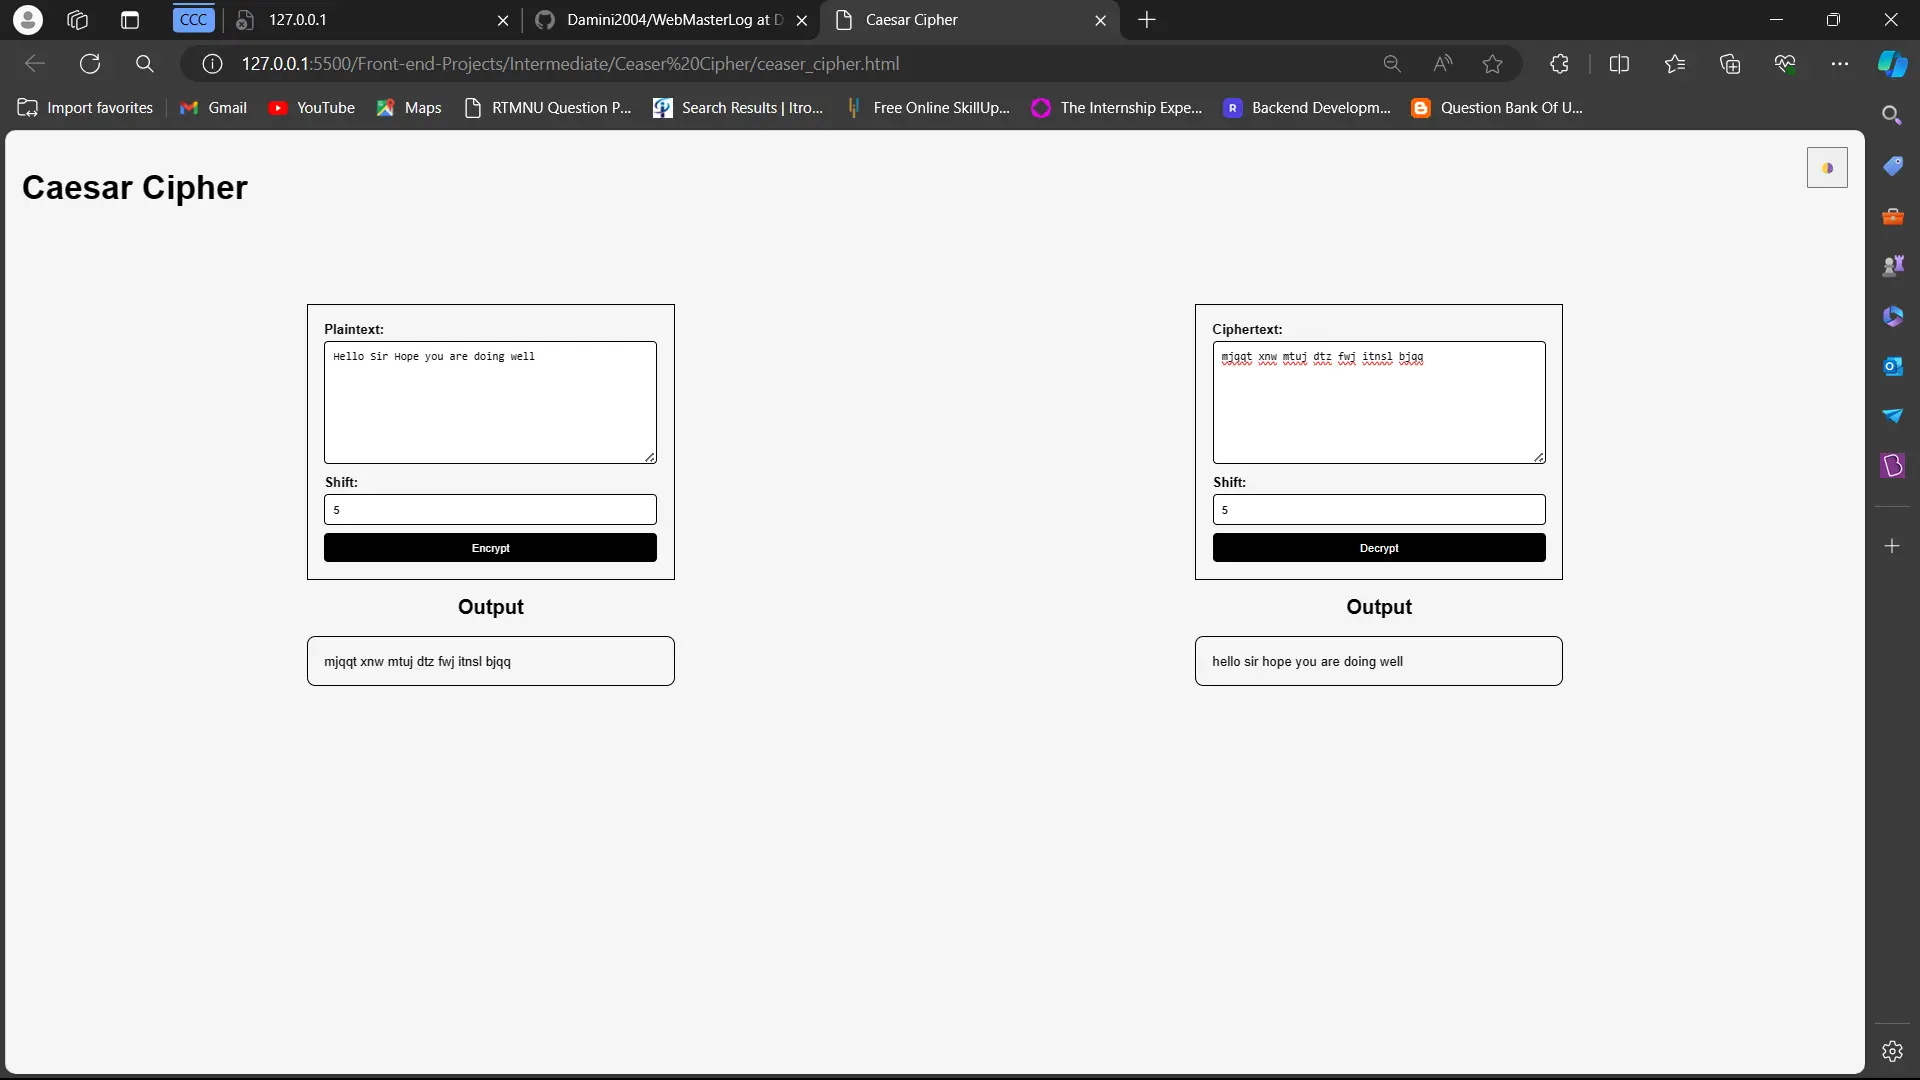 CCC
127.0.0.1
Damini2004/WebMasterLog at D
Caesar Cipher
127.0.0.1:5500/Front-end-Projects/Intermediate/Ceaser%20Cipher/ceaser_cipher.html
Import favorites
Gmail
YouTube
Maps
RTMNU Question P...
Search Results | Itro...
Free Online SkillUp...
The Internship Expe...
R
Backend Developm...
Question Bank Of U...
Caesar Cipher
Plaintext:
Hello Sir Hope you are doing well
Shift:
5
Encrypt
Output
mjqqt xnw mtuj dtz fwj itnsl bjqq
Ciphertext:
mjqqt xnw mtuj dtz fwj itnsl bjqq
Shift:
5
Decrypt
Output
hello sir hope you are doing well